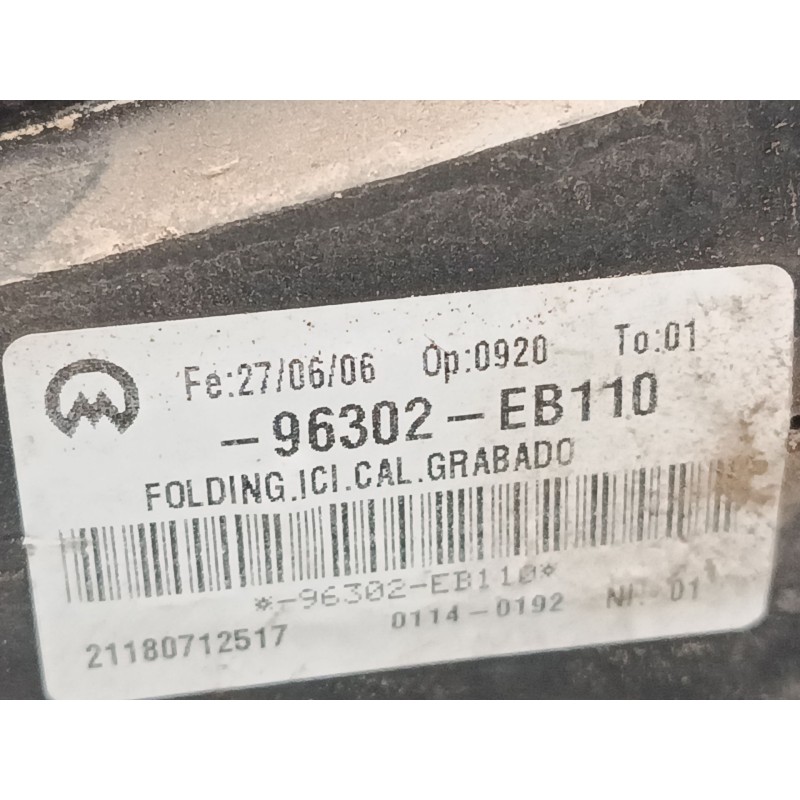 Fe:27/06/06 Op:0920 To:01
-96302-EB110
FOLDING.ICI.CAL.GRABADO
*-96302-EB110*
21180712517 0114-0192 01